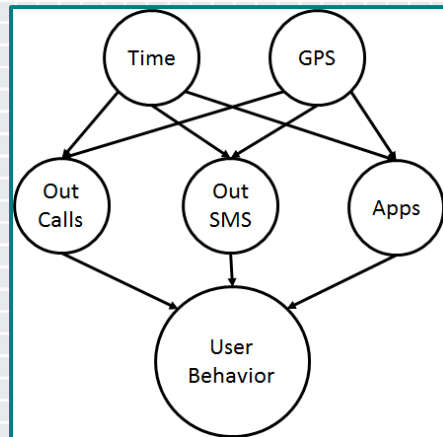 Time
GPS
Out
Calls
Out
SMS
Apps
User
Behavior